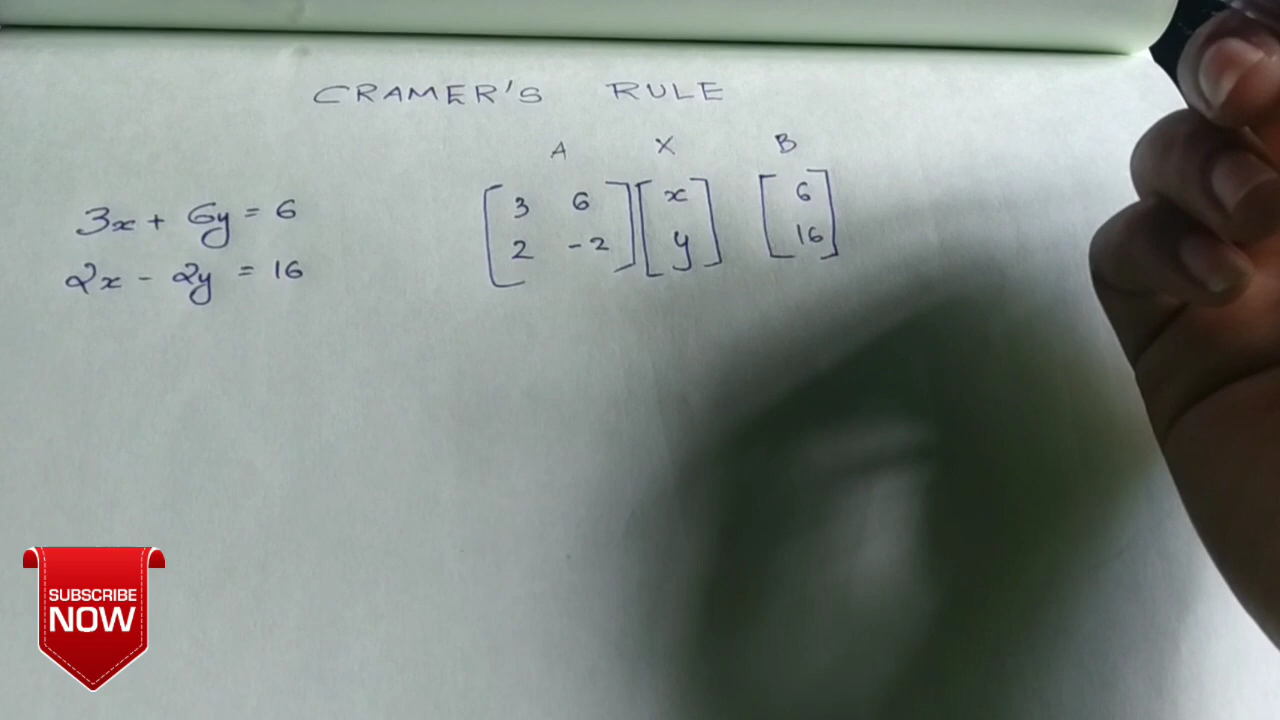 CRAMER'S RULE
A X B
3x + 6y = 6
2x - 2y = 16
[3 6] [x] [6]
[2 -2] [y] [16]
SUBSCRIBE
NOW